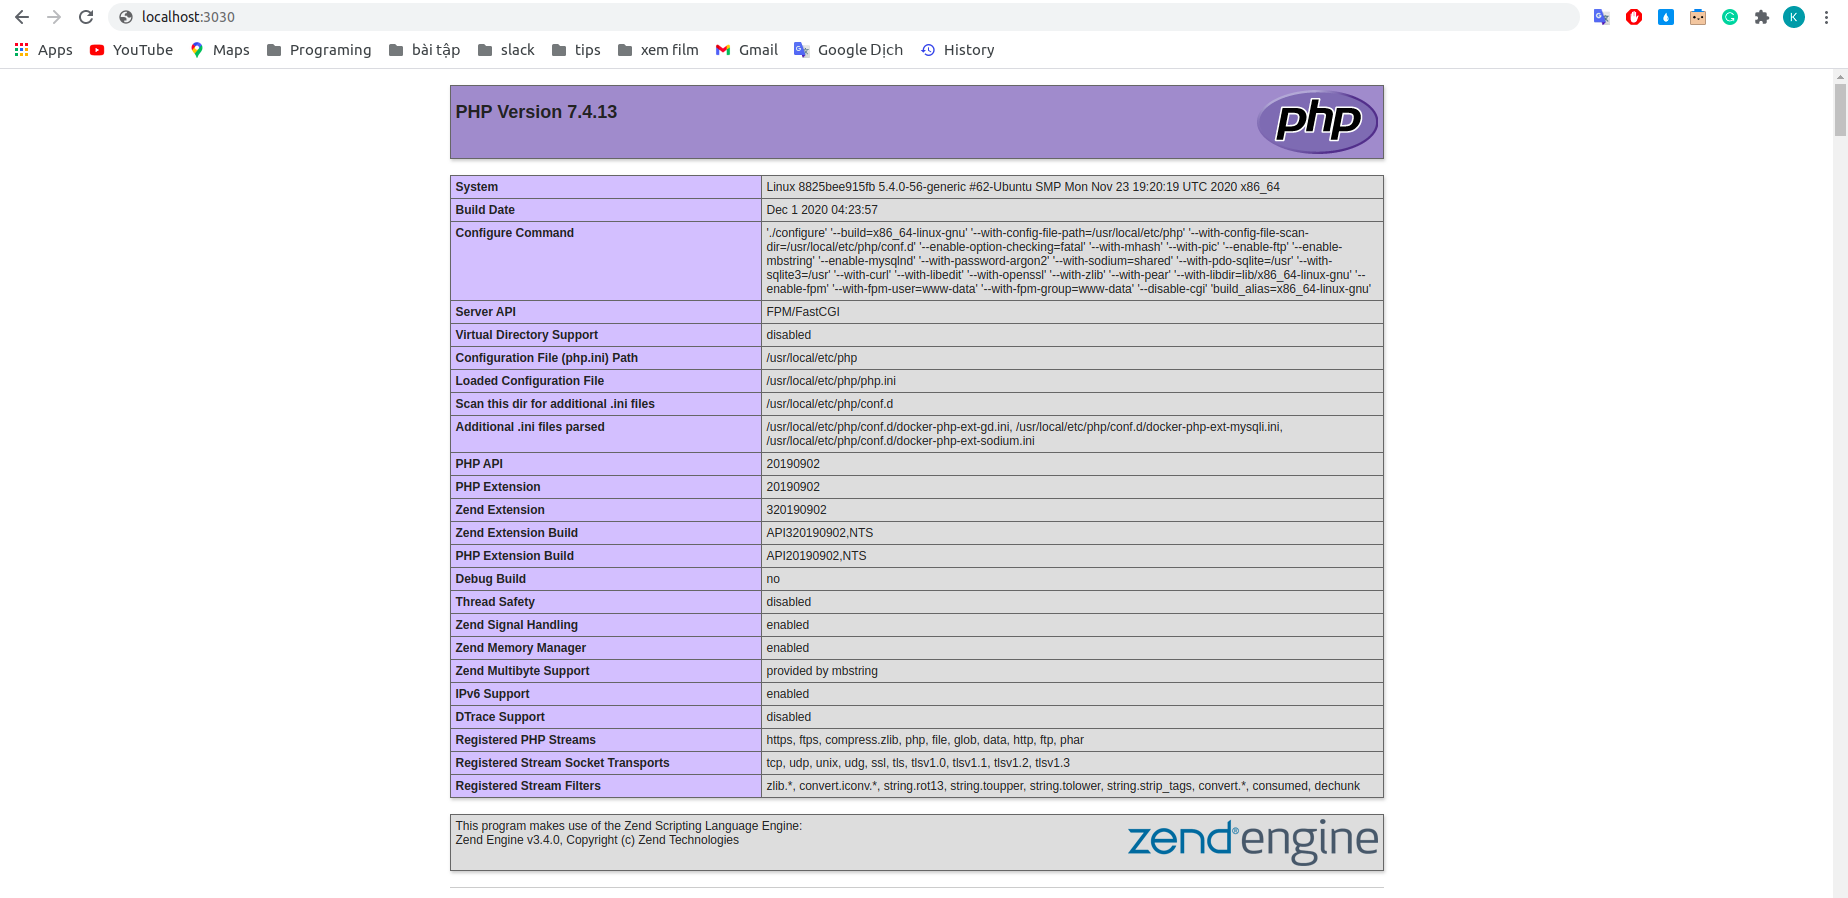 localhost:3030
K
Apps YouTube Maps Programing bài tập slack tips xem film Gmail Google Dịch History
PHP Version 7.4.13
php
System Linux 8825bee915fb 5.4.0-56-generic #62-Ubuntu SMP Mon Nov 23 19:20:19 UTC 2020 x86_64
Build Date Dec 1 2020 04:23:57
Configure Command './configure' '--build=x86_64-linux-gnu' '--with-config-file-path=/usr/local/etc/php' '--with-config-file-scan-
dir=/usr/local/etc/php/conf.d' '--enable-option-checking=fatal' '--with-mhash' '--with-pic' '--enable-ftp' '--enable-
mbstring' '--enable-mysqlnd' '--with-password-argon2' '--with-sodium=shared' '--with-pdo-sqlite=/usr' '--with-
sqlite3=/usr' '--with-curl' '--with-libedit' '--with-openssl' '--with-zlib' '--with-pear' '--with-libdir=lib/x86_64-linux-gnu' '--
enable-fpm' '--with-fpm-user=www-data' '--with-fpm-group=www-data' '--disable-cgi' 'build_alias=x86_64-linux-gnu'
Server API FPM/FastCGI
Virtual Directory Support disabled
Configuration File (php.ini) Path /usr/local/etc/php
Loaded Configuration File /usr/local/etc/php/php.ini
Scan this dir for additional .ini files /usr/local/etc/php/conf.d
Additional .ini files parsed /usr/local/etc/php/conf.d/docker-php-ext-gd.ini, /usr/local/etc/php/conf.d/docker-php-ext-mysqli.ini,
/usr/local/etc/php/conf.d/docker-php-ext-sodium.ini
PHP API 20190902
PHP Extension 20190902
Zend Extension 320190902
Zend Extension Build API320190902,NTS
PHP Extension Build API20190902,NTS
Debug Build no
Thread Safety disabled
Zend Signal Handling enabled
Zend Memory Manager enabled
Zend Multibyte Support provided by mbstring
IPv6 Support enabled
DTrace Support disabled
Registered PHP Streams https, ftps, compress.zlib, php, file, glob, data, http, ftp, phar
Registered Stream Socket Transports tcp, udp, unix, udg, ssl, tls, tlsv1.0, tlsv1.1, tlsv1.2, tlsv1.3
Registered Stream Filters zlib.*, convert.iconv.*, string.rot13, string.toupper, string.tolower, string.strip_tags, convert.*, consumed, dechunk
This program makes use of the Zend Scripting Language Engine:
Zend Engine v3.4.0, Copyright (c) Zend Technologies
zend®engine